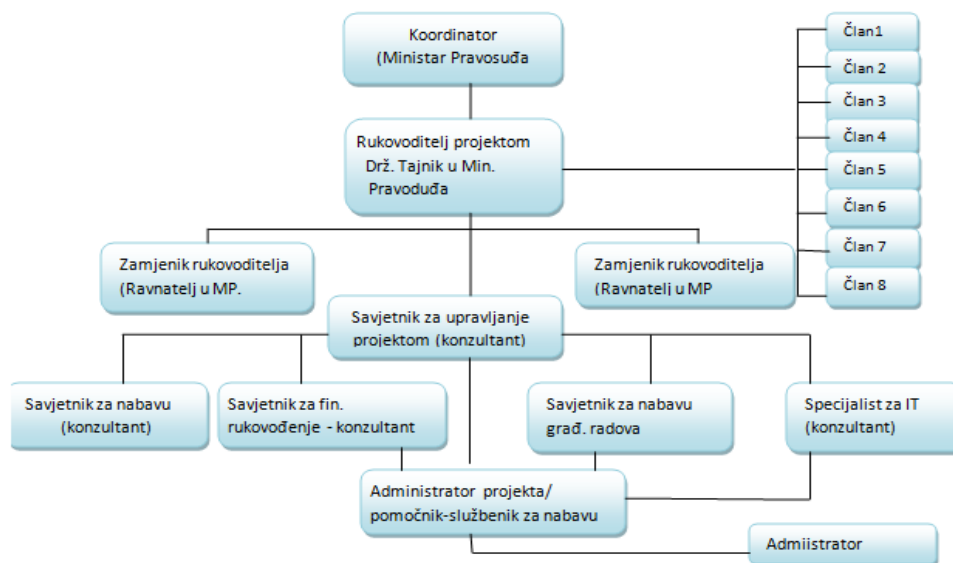 Koordinator
(Ministar Pravosuđa
Rukovoditelj projektom
Drž. Tajnik u Min.
Pravoduđa
Član1
Član 2
Član 3
Član 4
Član 5
Član 6
Član 7
Član 8
Zamjenik rukovoditelja
(Ravnatelj u MP.
Zamjenik rukovoditelja
(Ravnatelj u MP
Savjetnik za upravljanje
projektom (konzultant)
Savjetnik za nabavu
(konzultant)
Savjetnik za fin.
rukovođenje - konzultant
Savjetnik za nabavu
građ. radova
Specijalist za IT
(konzultant)
Administrator projekta/
pomočnik-službenik za nabavu
Admiistrator